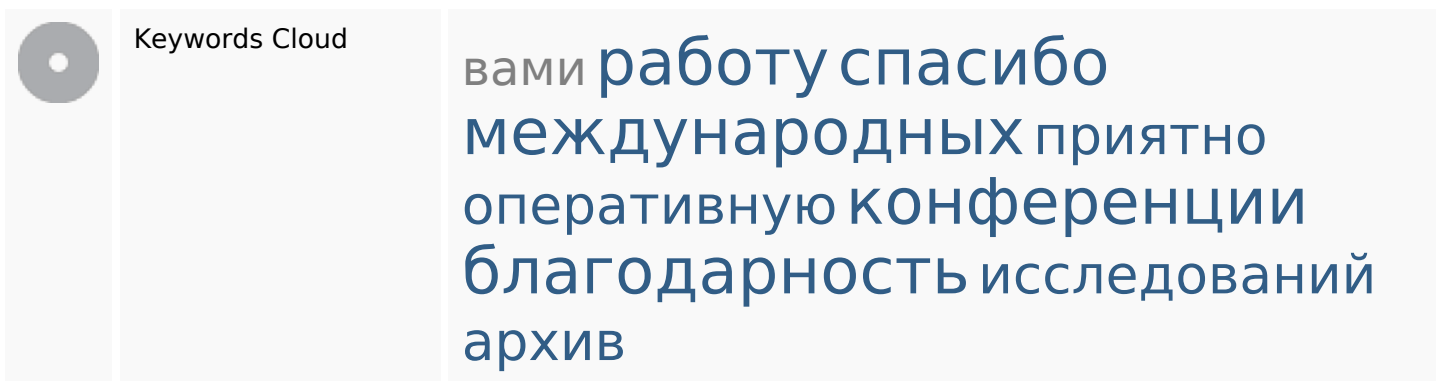 Keywords Cloud
вами работу спасибо
международных приятно
оперативную конференции
благодарность исследований
архив